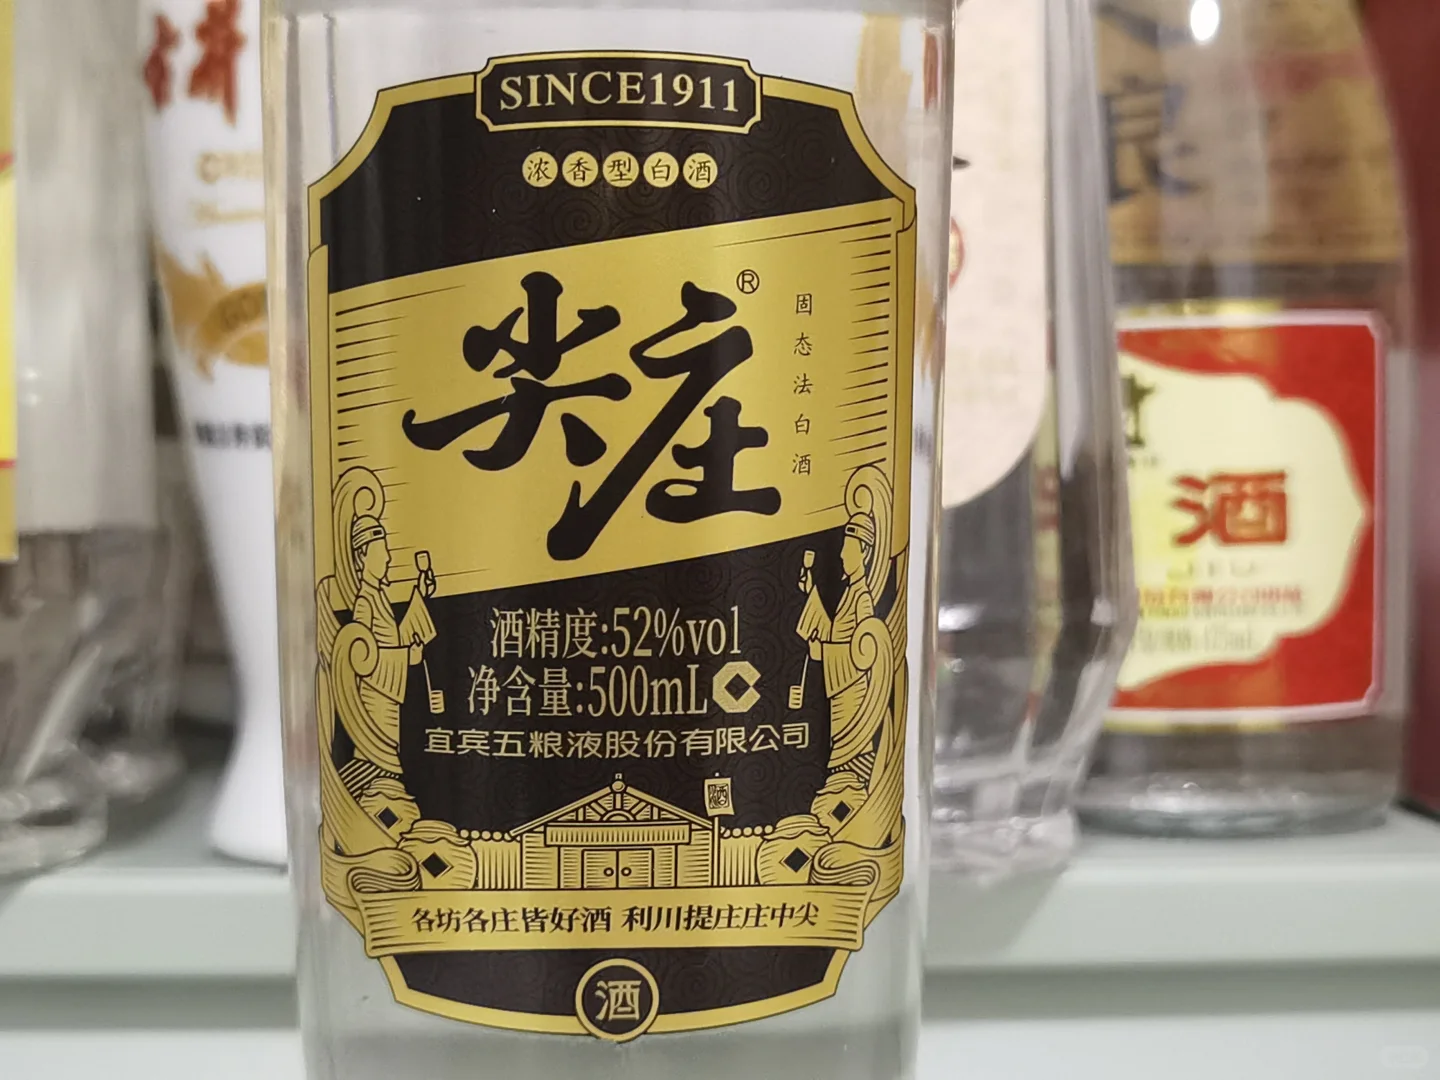 SINCE1911
浓香型白酒
尖庄®
固态法白酒
酒精度:52%vol
净含量:500mL
宜宾五粮液股份有限公司
酒
各坊各庄皆好酒 利川提庄庄中尖
酒
酒